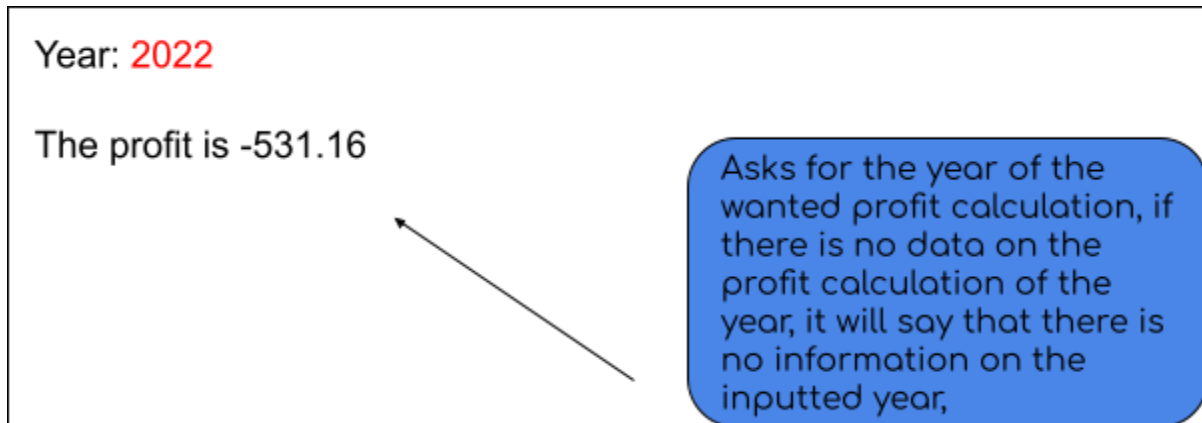 Year: 2022
The profit is -531.16
Asks for the year of the
wanted profit calculation, if
there is no data on the
profit calculation of the
year, it will say that there is
no information on the
inputted year,